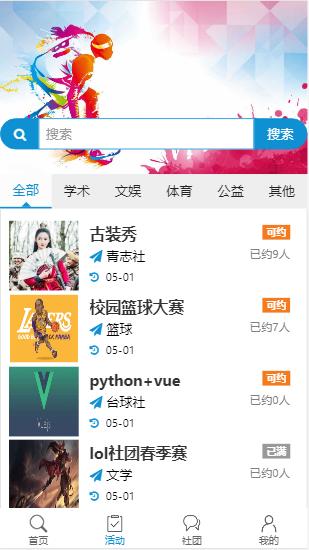 搜索 搜索
全部 学术 文娱 体育 公益 其他
古装秀 可约
青志社 已约9人
05-01
校园篮球大赛 可约
篮球 已约7人
05-01
LAKERS
python+vue 可约
台球社 已约0人
05-01
Vuejs
lol社团春季赛 己满
文学 已约0人
05-01
首页 活动 社团 我的